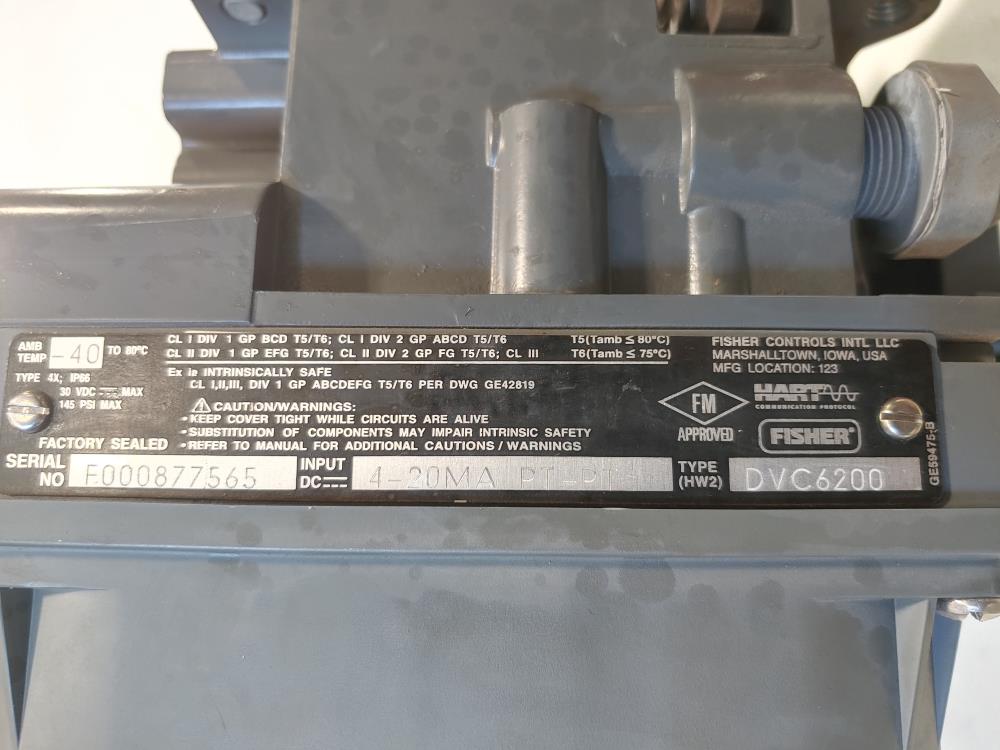 AMB TEMP -40 TO 80°C
TYPE 4X; IP66
30 VDC MAX
145 PSI MAX
FACTORY SEALED
CL I DIV 1 GP BCD T5/T6; CL I DIV 2 GP ABCD T5/T6 T5(Tamb ≤ 80°C)
CL II DIV 1 GP EFG T5/T6; CL II DIV 2 GP FG T5/T6; CL III T6(Tamb ≤ 75°C)
Ex ia INTRINSICALLY SAFE
CL I,II,III, DIV 1 GP ABCDEFG T5/T6 PER DWG GE42819
CAUTION/WARNINGS:
-KEEP COVER TIGHT WHILE CIRCUITS ARE ALIVE
-SUBSTITUTION OF COMPONENTS MAY IMPAIR INTRINSIC SAFETY
-REFER TO MANUAL FOR ADDITIONAL CAUTIONS / WARNINGS
FISHER CONTROLS INTL LLC
MARSHALLTOWN, IOWA, USA
MFG LOCATION: 123
FM
APPROVED
HART
COMMUNICATION PROTOCOL
FISHER
SERIAL NO F000877565
INPUT DC 4-20MA PT-PT
TYPE (HW2) DVC6200
GE59475-B